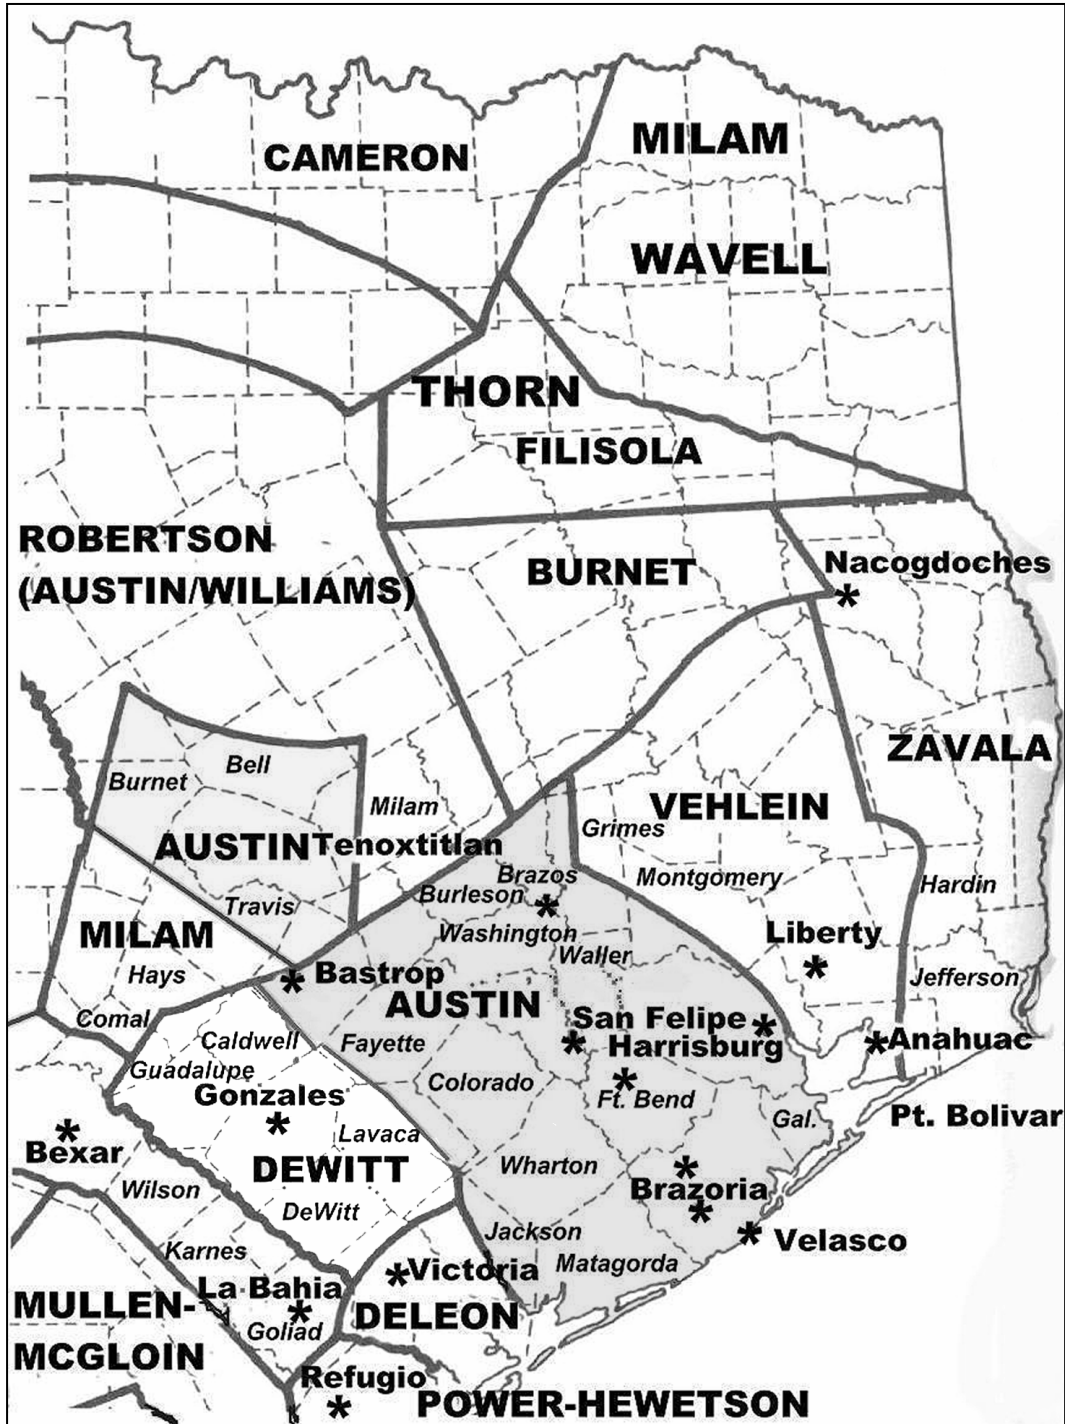 CAMERON
MILAM
WAVELL
THORN
FILISOLA
ROBERTSON
(AUSTIN/WILLIAMS)
BURNET
Nacogdoches
*
ZAVALA
Burnet
Bell
Milam
VEHLEIN
Grimes
AUSTIN
Tenoxtitlan
Brazos
Burleson
*
Montgomery
Hardin
Travis
MILAM
Washington
Waller
Liberty
*
Hays
* Bastrop
Jefferson
AUSTIN
Comal
Caldwell
Fayette
San Felipe *
*
Harrisburg
*Anahuac
Guadalupe
Gonzales
*
Colorado
*
Ft. Bend
Gal.
Pt. Bolivar
*
Bexar
Lavaca
DEWITT
Wharton
*
Brazoria
*
Wilson
DeWitt
Jackson
* Velasco
Karnes
Matagorda
*Victoria
La Bahia
*
MULLEN-
MCGLOIN
Goliad
DELEON
Refugio
*
POWER-HEWETSON